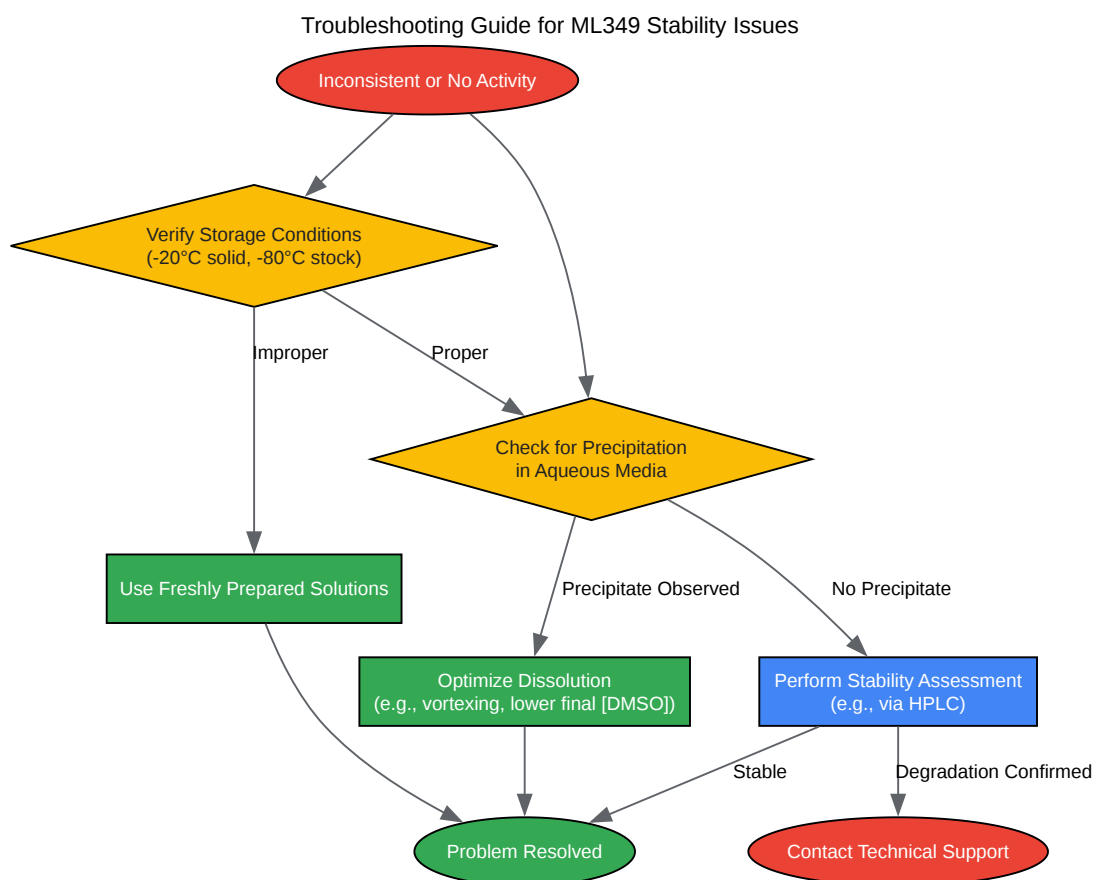 Troubleshooting Guide for ML349 Stability Issues
Inconsistent or No Activity
Verify Storage Conditions
(-20°C solid, -80°C stock)
Improper
Proper
Check for Precipitation
in Aqueous Media
Use Freshly Prepared Solutions
Precipitate Observed
No Precipitate
Optimize Dissolution
(e.g., vortexing, lower final [DMSO])
Perform Stability Assessment
(e.g., via HPLC)
Stable
Degradation Confirmed
Problem Resolved
Contact Technical Support